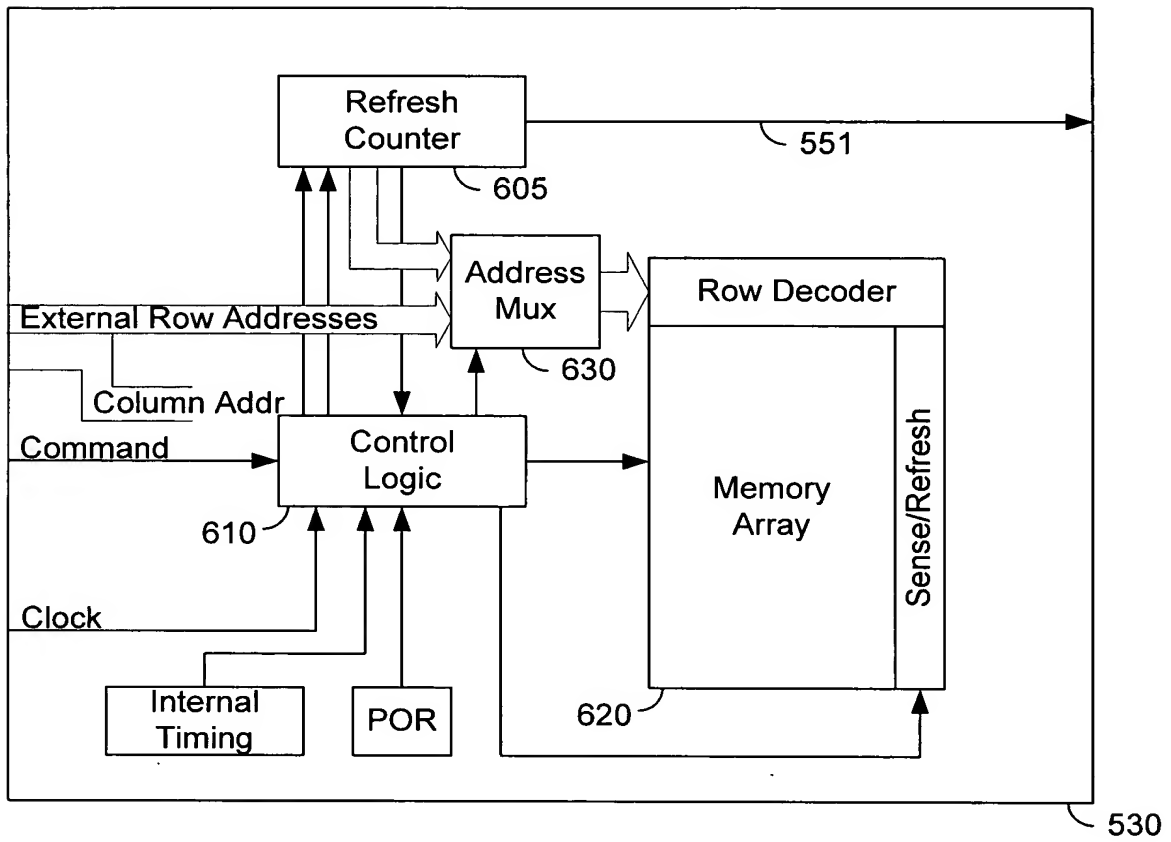 Refresh
Counter
551
605
Address
Mux
Row Decoder
External Row Addresses
630
Column Addr
Command
Control
Logic
Memory
Array
Sense/Refresh
610
Clock
Internal
Timing
POR
620
530